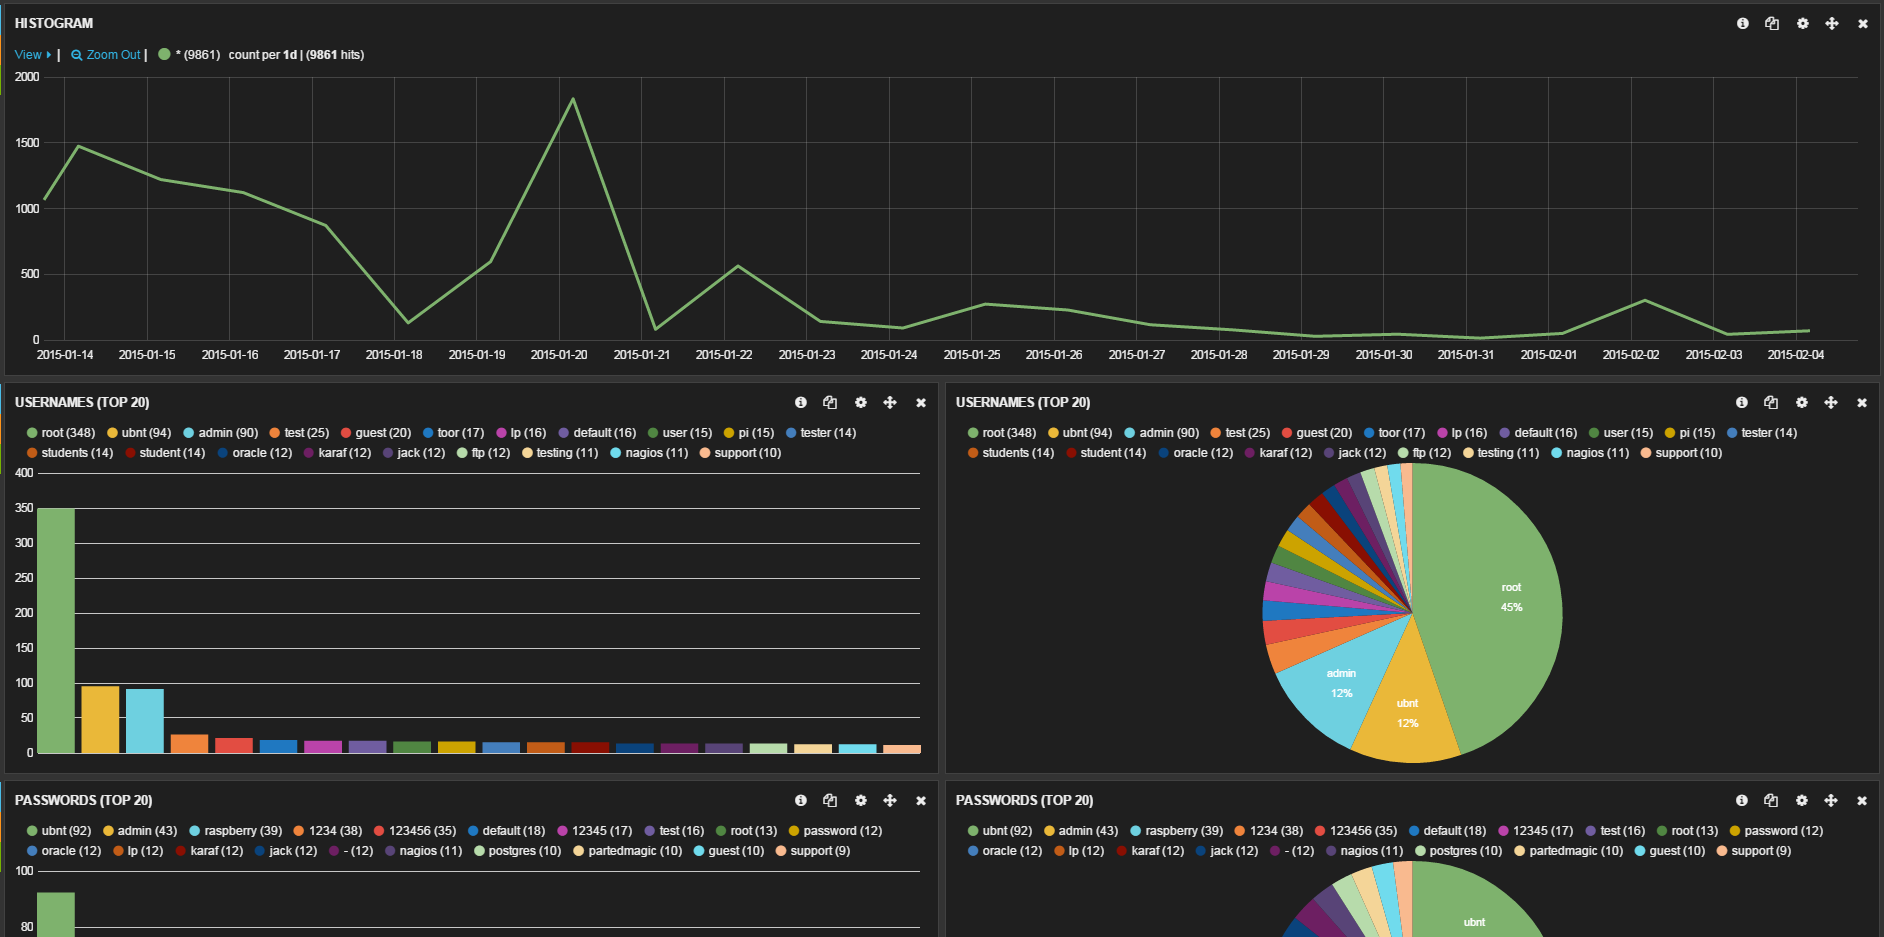 HISTOGRAM
View | Zoom Out | * (9861) count per 1d | (9861 hits)
2000
1500
1000
500
0
2015-01-14 2015-01-15 2015-01-16 2015-01-17 2015-01-18 2015-01-19 2015-01-20 2015-01-21 2015-01-22 2015-01-23 2015-01-24 2015-01-25 2015-01-26 2015-01-27 2015-01-28 2015-01-29 2015-01-30 2015-01-31 2015-02-01 2015-02-02 2015-02-03 2015-02-04
USERNAMES (TOP 20)
root (348) ubnt (94) admin (90) test (25) guest (20) toor (17) lp (16) default (16) user (15) pi (15) tester (14)
students (14) student (14) oracle (12) karaf (12) jack (12) ftp (12) testing (11) nagios (11) support (10)
400
350
300
250
200
150
100
50
0
USERNAMES (TOP 20)
root (348) ubnt (94) admin (90) test (25) guest (20) toor (17) lp (16) default (16) user (15) pi (15) tester (14)
students (14) student (14) oracle (12) karaf (12) jack (12) ftp (12) testing (11) nagios (11) support (10)
root
45%
admin
12%
ubnt
12%
PASSWORDS (TOP 20)
ubnt (92) admin (43) raspberry (39) 1234 (38) 123456 (35) default (18) 12345 (17) test (16) root (13) password (12)
oracle (12) lp (12) karaf (12) jack (12) - (12) nagios (11) postgres (10) partedmagic (10) guest (10) support (9)
100
80
PASSWORDS (TOP 20)
ubnt (92) admin (43) raspberry (39) 1234 (38) 123456 (35) default (18) 12345 (17) test (16) root (13) password (12)
oracle (12) lp (12) karaf (12) jack (12) - (12) nagios (11) postgres (10) partedmagic (10) guest (10) support (9)
ubnt